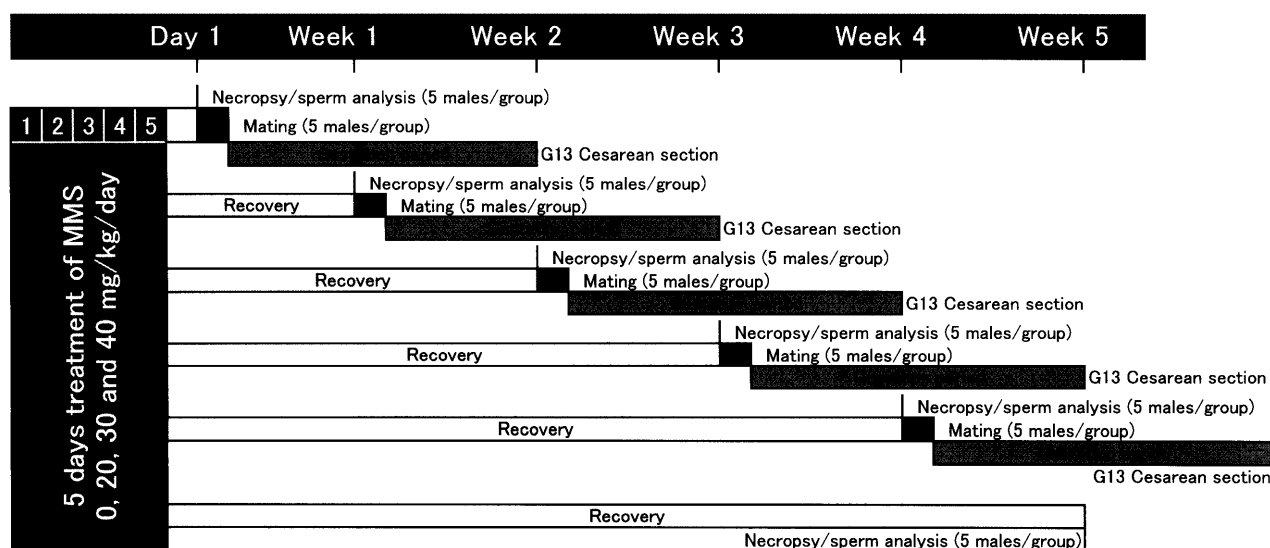 Day 1 Week 1 Week 2 Week 3 Week 4 Week 5
Necropsy/sperm analysis (5 males/group)
1 2 3 4 5
Mating (5 males/group)
G13 Cesarean section
Necropsy/sperm analysis (5 males/group)
Recovery
Mating (5 males/group)
G13 Cesarean section
Necropsy/sperm analysis (5 males/group)
Recovery
Mating (5 males/group)
G13 Cesarean section
Necropsy/sperm analysis (5 males/group)
Recovery
Mating (5 males/group)
G13 Cesarean section
Necropsy/sperm analysis (5 males/group)
Recovery
Mating (5 males/group)
G13 Cesarean section
Recovery
Necropsy/sperm analysis (5 males/group)
5 days treatment of MMS
0, 20, 30 and 40 mg/kg/day